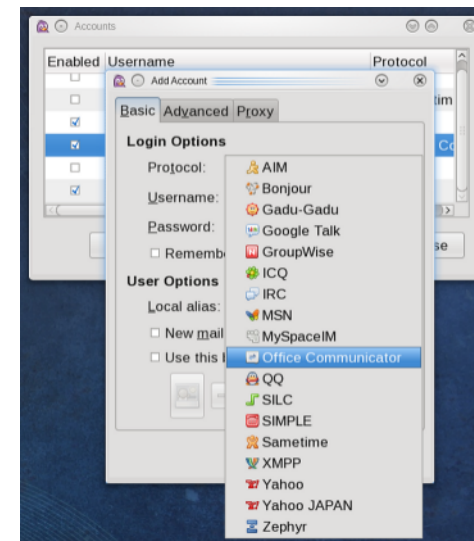 Accounts
Enabled Username Protocol
Add Account
Basic Advanced Proxy
Login Options
Protocol:
AIM
Bonjour
Gadu-Gadu
Username:
Password:
Google Talk
GroupWise
ICQ
User Options
Local alias:
IRC
MSN
New mail
MySpaceIM
Use this
Office Communicator
QQ
SILC
SIMPLE
Sametime
XMPP
Yahoo
Yahoo JAPAN
Zephyr